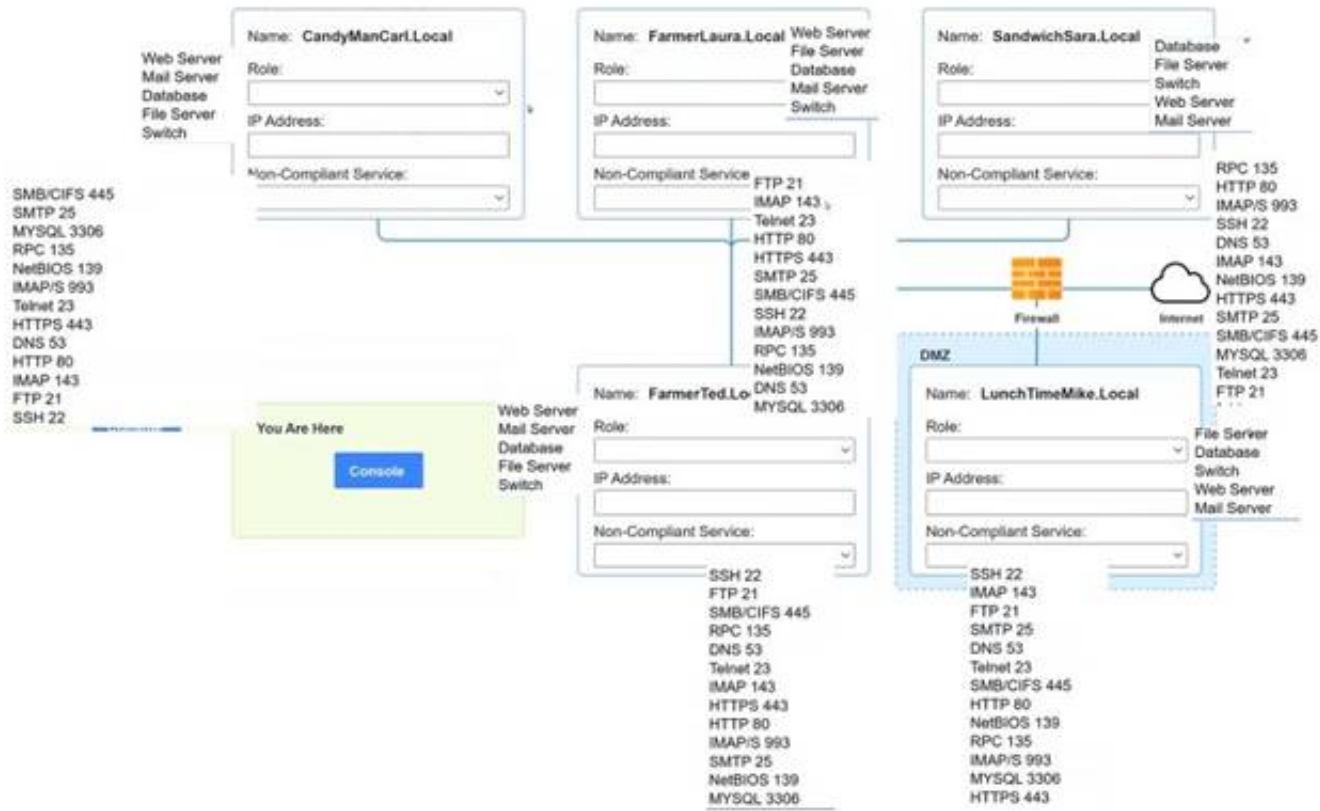 Name: CandyManCarl.Local
Role:
IP Address:
Non-Compliant Service:
Web Server
Mail Server
Database
File Server
Switch
SMB/CIFS 445
SMTP 25
MYSQL 3306
RPC 135
NetBIOS 139
IMAP/S 993
Telnet 23
HTTPS 443
DNS 53
HTTP 80
IMAP 143
FTP 21
SSH 22
Name: FarmerLaura.Local
Role:
IP Address:
Non-Compliant Service
Web Server
File Server
Database
Mail Server
Switch
FTP 21
IMAP 143
Telnet 23
HTTP 80
HTTPS 443
SMTP 25
SMB/CIFS 445
SSH 22
IMAP/S 993
RPC 135
NetBIOS 139
DNS 53
MYSQL 3306
Name: SandwichSara.Local
Role:
IP Address:
Non-Compliant Service:
Database
File Server
Switch
Web Server
Mail Server
RPC 135
HTTP 80
IMAP/S 993
SSH 22
DNS 53
IMAP 143
NetBIOS 139
HTTPS 443
SMTP 25
SMB/CIFS 445
MYSQL 3306
Telnet 23
FTP 21
Firewall
Internet
You Are Here
Console
Name: FarmerTed.Lo
Role:
IP Address:
Non-Compliant Service:
Web Server
Mail Server
Database
File Server
Switch
SSH 22
FTP 21
SMB/CIFS 445
RPC 135
DNS 53
Telnet 23
IMAP 143
HTTPS 443
HTTP 80
IMAP/S 993
SMTP 25
NetBIOS 139
MYSQL 3306
DMZ
Name: LunchTimeMike.Local
Role:
IP Address:
Non-Compliant Service:
File Server
Database
Switch
Web Server
Mail Server
SSH 22
IMAP 143
FTP 21
SMTP 25
DNS 53
Telnet 23
SMB/CIFS 445
HTTP 80
NetBIOS 139
RPC 135
IMAP/S 993
MYSQL 3306
HTTPS 443